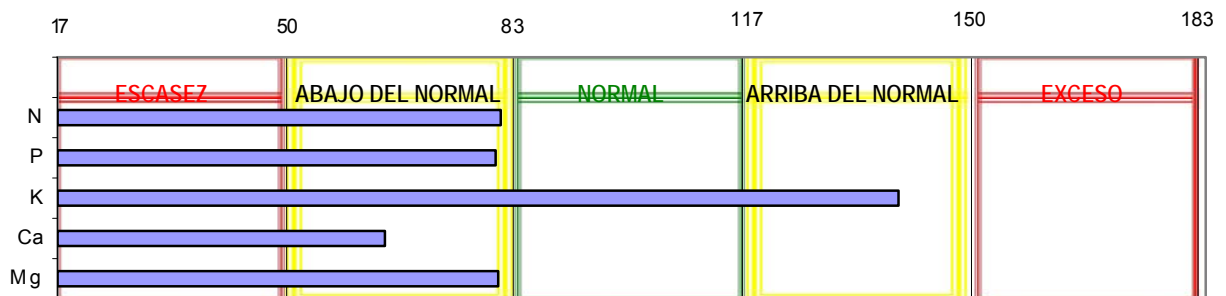 17 50 83 117 150 183
ESCASEZ ABAJO DEL NORMAL NORMAL ARRIBA DEL NORMAL EXCESO
N
P
K
Ca
Mg